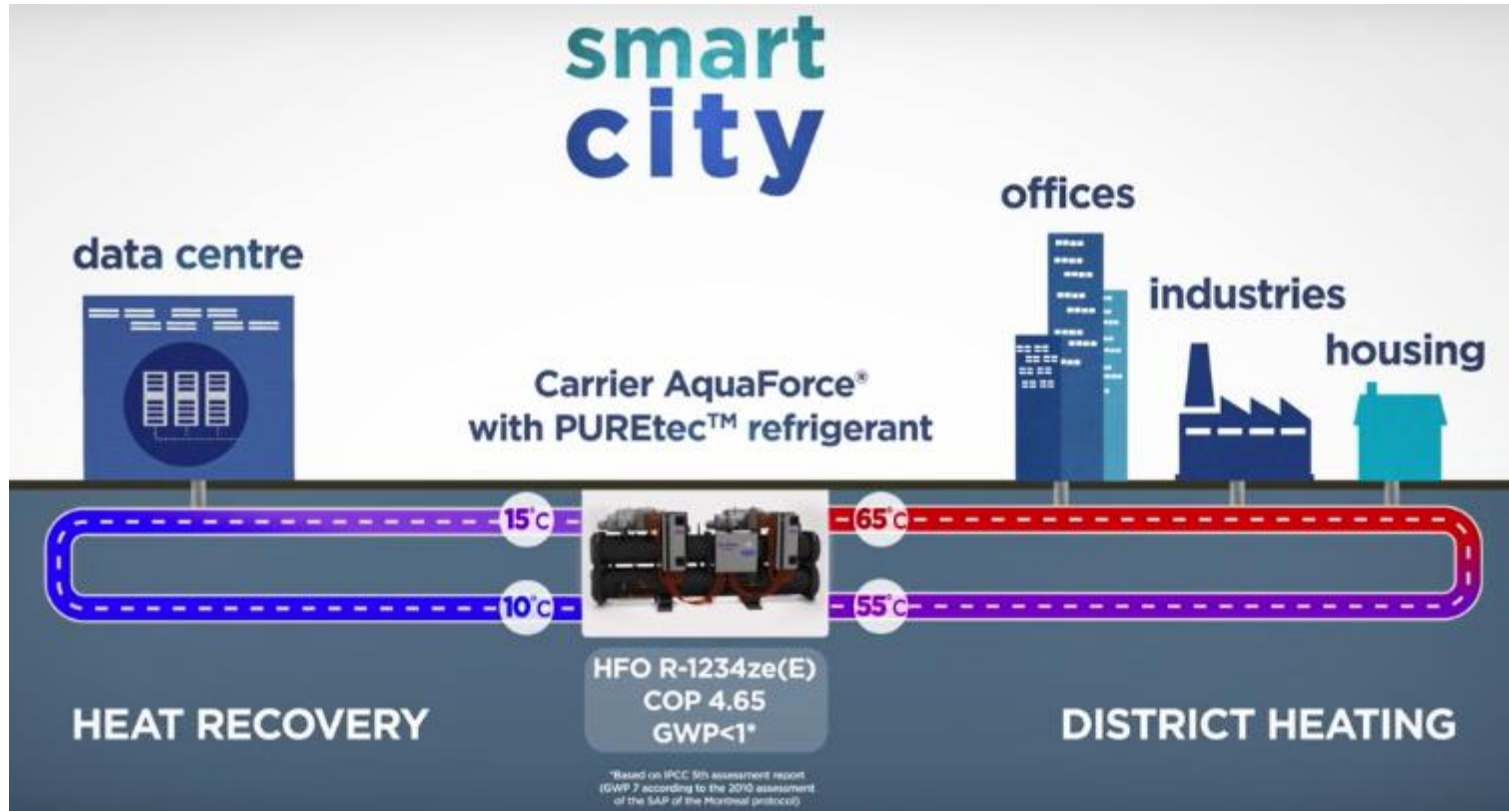 smart
city
data centre
offices
industries
housing
Carrier AquaForce®
with PUREtec™ refrigerant
15°C
65°C
10°C
55°C
HFO R-1234ze(E)
COP 4.65
GWP<1*
HEAT RECOVERY
DISTRICT HEATING
*Based on IPCC 5th assessment report
(GWP 7 according to the 2010 assessment
of the SAP of the Montreal protocol)